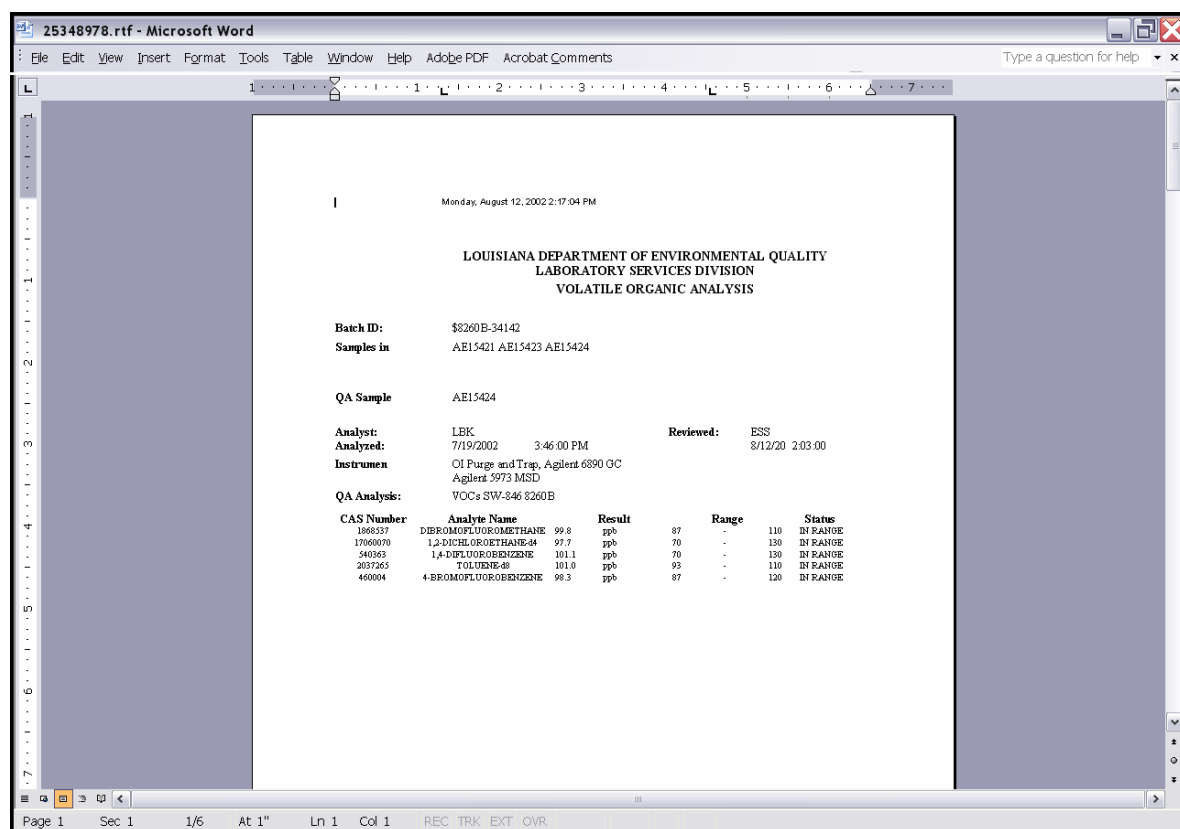 25348978.rtf - Microsoft Word
File Edit View Insert Format Tools Table Window Help Adobe PDF Acrobat Comments Type a question for help
1 1 2 3 4 5 6 7
Monday, August 12, 2002 2:17:04 PM
LOUISIANA DEPARTMENT OF ENVIRONMENTAL QUALITY
LABORATORY SERVICES DIVISION
VOLATILE ORGANIC ANALYSIS
Batch ID: $8260B-34142
Samples in AE15421 AE15423 AE15424
QA Sample AE15424
Analyst: LBK Reviewed: ESS
Analyzed: 7/19/2002 3:46:00 PM 8/12/20 2:03:00
Instrumen OI Purge and Trap, Agilent 6890 GC
Agilent 5973 MSD
QA Analysis: VOCs SW-846 8260B
CAS Number Analyte Name Result Range Status
1868537 DIBROMOFLUOROMETHANE 99.8 ppb 87 - 110 IN RANGE
17060070 1,2-DICHLOROETHANE-d4 97.7 ppb 70 - 130 IN RANGE
540363 1,4-DIFLUOROBENZENE 101.1 ppb 70 - 130 IN RANGE
2037265 TOLUENE-d8 101.0 ppb 93 - 110 IN RANGE
460004 4-BROMOFLUOROBENZENE 98.3 ppb 87 - 120 IN RANGE
Page 1 Sec 1 1/6 At 1" Ln 1 Col 1 REC TRK EXT OVR